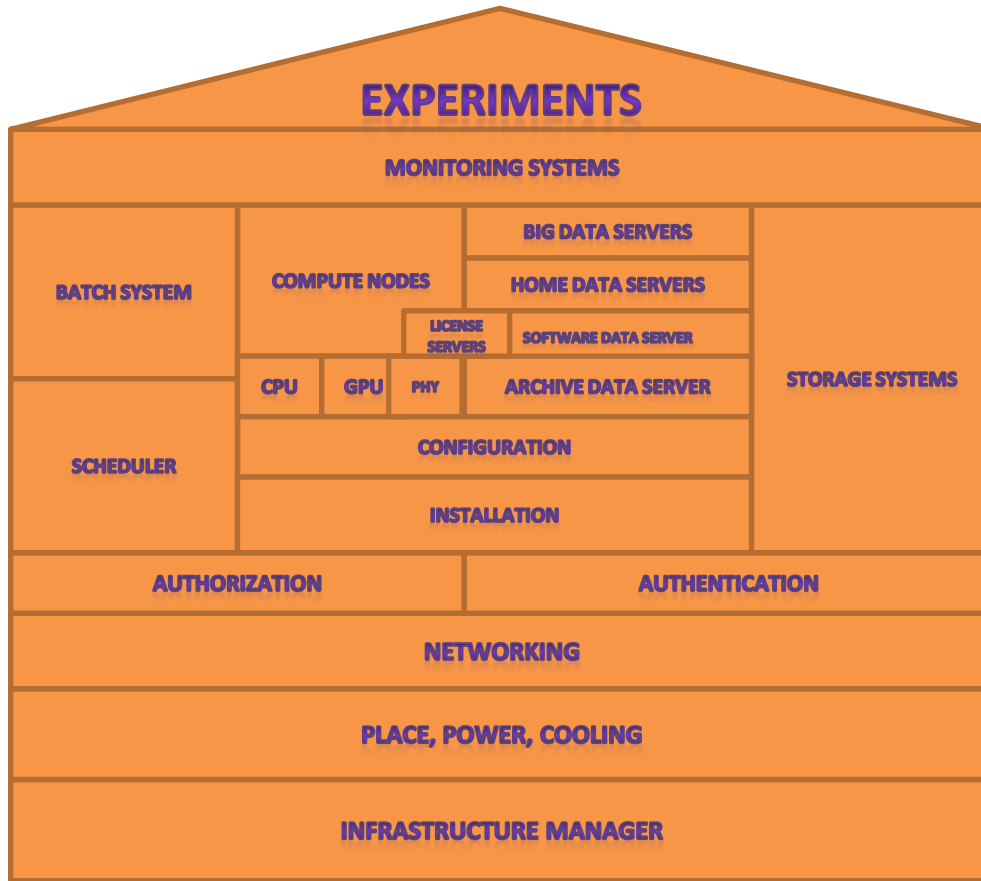 EXPERIMENTS
MONITORING SYSTEMS
BIG DATA SERVERS
BATCH SYSTEM
COMPUTE NODES
HOME DATA SERVERS
LICENSE
SERVERS
SOFTWARE DATA SERVER
STORAGE SYSTEMS
CPU
GPU
PHY
ARCHIVE DATA SERVER
SCHEDULER
CONFIGURATION
INSTALLATION
AUTHORIZATION
AUTHENTICATION
NETWORKING
PLACE, POWER, COOLING
INFRASTRUCTURE MANAGER